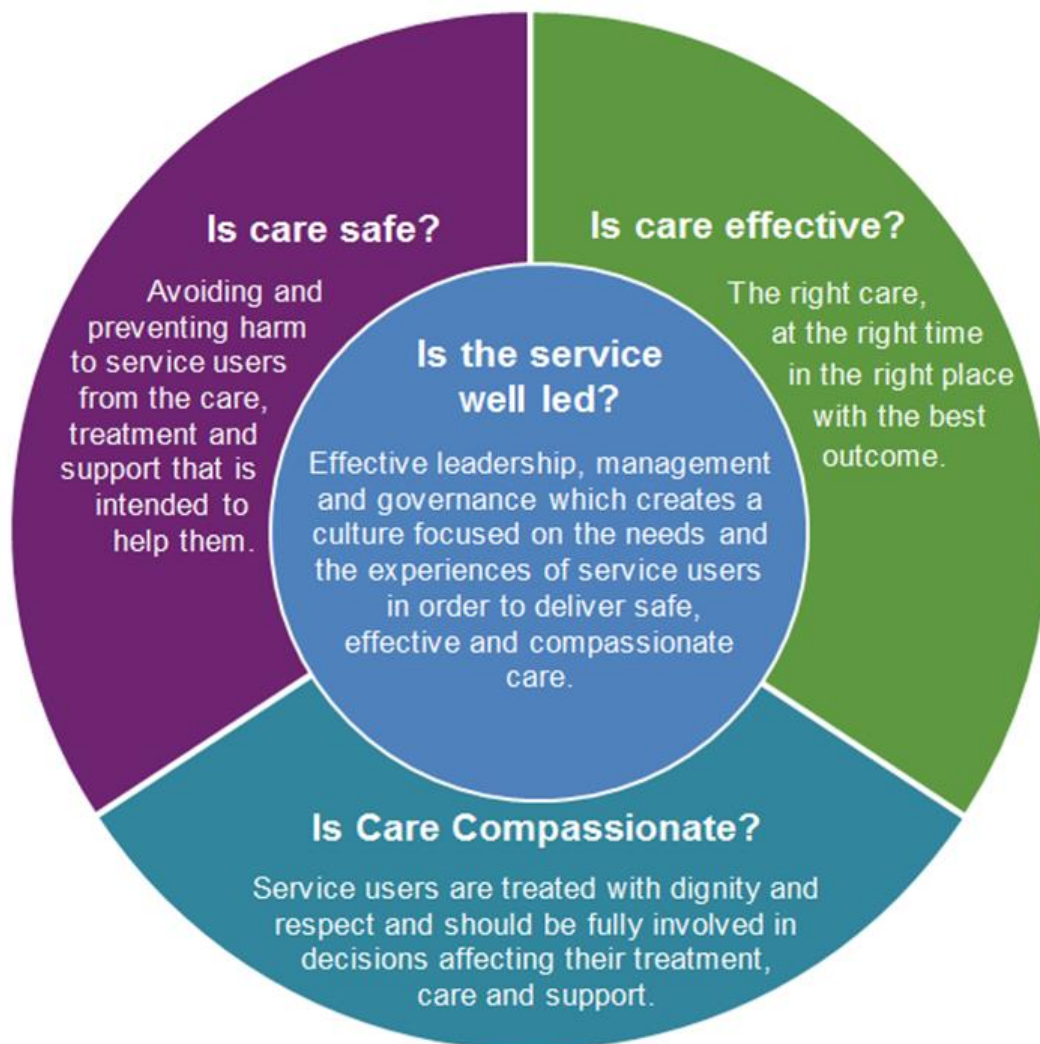 Is care safe?
Avoiding and
preventing harm
to service users
from the care,
treatment and
support that is
intended to
help them.
Is care effective?
The right care,
at the right time
in the right place
with the best
outcome.
Is the service
well led?
Effective leadership, management
and governance which creates a
culture focused on the needs and
the experiences of service users
in order to deliver safe,
effective and compassionate
care.
Is Care Compassionate?
Service users are treated with dignity and
respect and should be fully involved in
decisions affecting their treatment,
care and support.